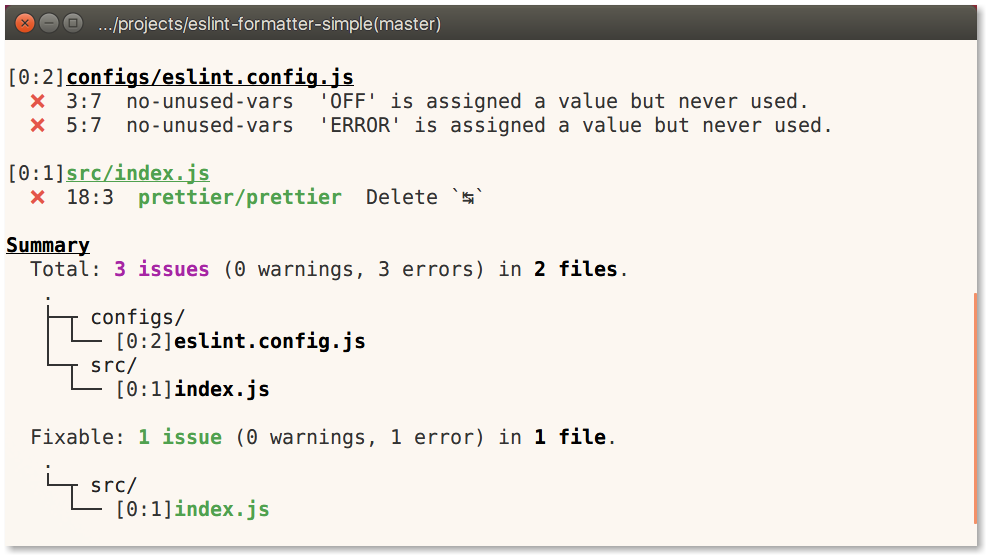 .../projects/eslint-formatter-simple(master)
[0:2]configs/eslint.config.js
✖ 3:7 no-unused-vars 'OFF' is assigned a value but never used.
✖ 5:7 no-unused-vars 'ERROR' is assigned a value but never used.
[0:1]src/index.js
✖ 18:3 prettier/prettier Delete `↹`
Summary
Total: 3 issues (0 warnings, 3 errors) in 2 files.
.
├─┬ configs/
│ └── [0:2]eslint.config.js
└─┬ src/
└── [0:1]index.js
Fixable: 1 issue (0 warnings, 1 error) in 1 file.
.
└─┬ src/
└── [0:1]index.js